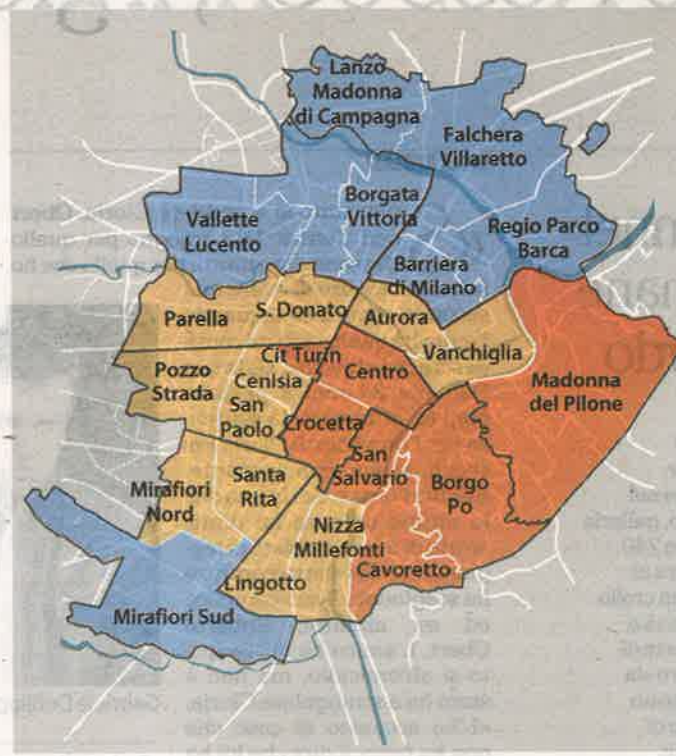 Lanzo
Madonna
di Campagna
Falchera
Villaretto
Borgata
Vittoria
Vallette
Lucento
Regio Parco
Barca
Barriera
di Milano
Parella
S. Donato
Aurora
Vanchiglia
Cit Turin
Centro
Pozzo
Strada
Cenisia
San
Paolo
Crocetta
Madonna
del Pilone
San
Salvario
Borgo
Po
Mirafiori
Nord
Santa
Rita
Nizza
Millefonti
Cavoretto
Lingotto
Mirafiori Sud